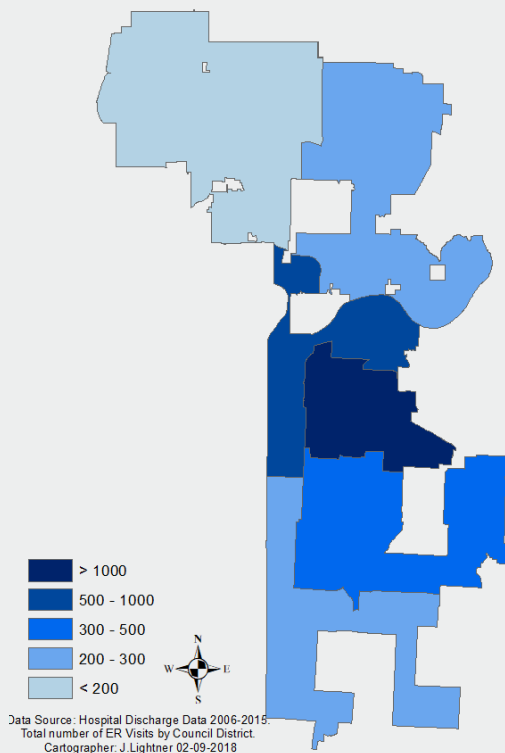 > 1000
500 - 1000
300 - 500
200 - 300
< 200
N
W E
S
Data Source: Hospital Discharge Data 2006-2015.
Total number of ER Visits by Council District.
Cartographer: J.Lightner 02-09-2018